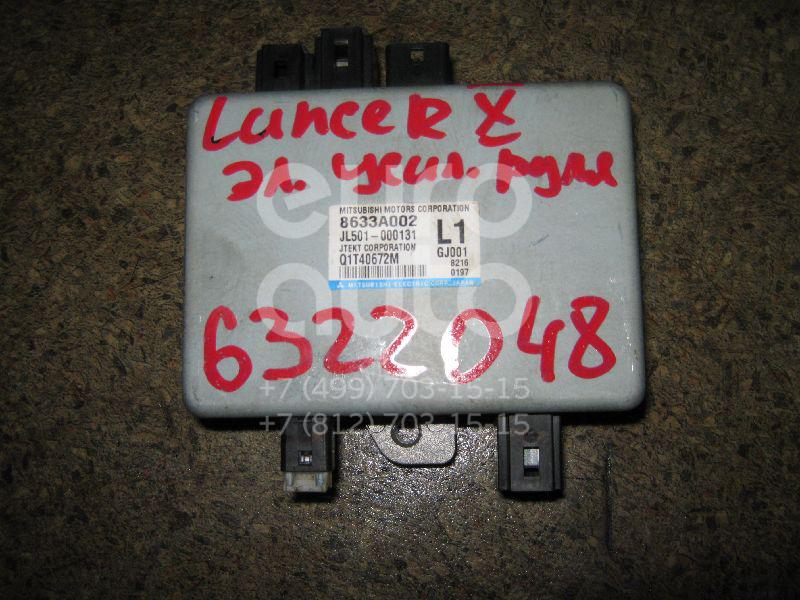 Lancer X
эл. усил. руля
MITSUBISHI MOTORS CORPORATION
8633A002
JL501-000131
L1
JTEKT CORPORATION
GJ001
Q1T40672M
8216
0197
MITSUBISHI ELECTRIC CORP. JAPAN
euro
auto
6322048
+7 (499) 703-15-15
+7 (812) 703-15-15